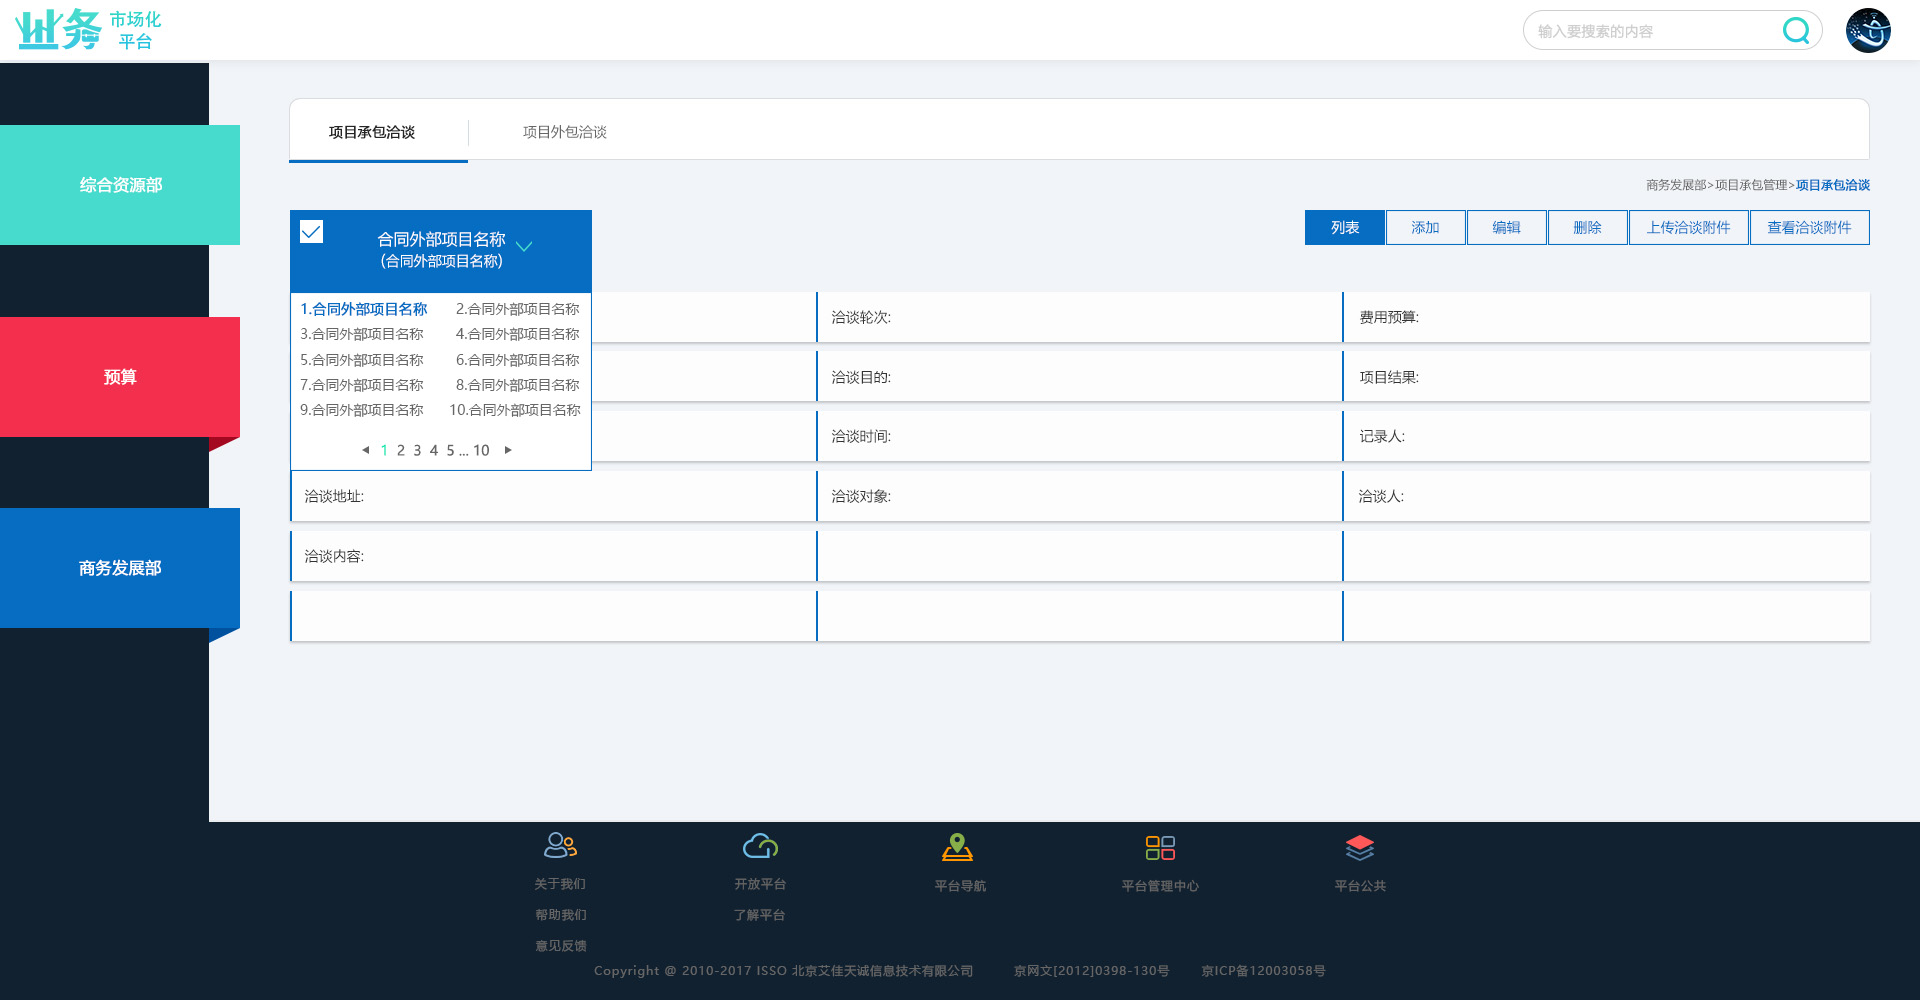 业务 市场化
平台
输入要搜索的内容
项目承包洽谈 项目外包洽谈
综合资源部
商务发展部>项目承包管理>项目承包洽谈
列表 添加 编辑 删除 上传洽谈附件 查看洽谈附件
合同外部项目名称
(合同外部项目名称)
1.合同外部项目名称 2.合同外部项目名称
3.合同外部项目名称 4.合同外部项目名称
5.合同外部项目名称 6.合同外部项目名称
7.合同外部项目名称 8.合同外部项目名称
9.合同外部项目名称 10.合同外部项目名称
1 2 3 4 5 ... 10
洽谈轮次: 费用预算:
预算
洽谈目的: 项目结果:
洽谈时间: 记录人:
洽谈地址: 洽谈对象: 洽谈人:
洽谈内容:
商务发展部
关于我们 开放平台 平台导航 平台管理中心 平台公共
帮助我们 了解平台
意见反馈
Copyright @ 2010-2017 ISSO 北京艾佳天诚信息技术有限公司 京网文[2012]0398-130号 京ICP备12003058号